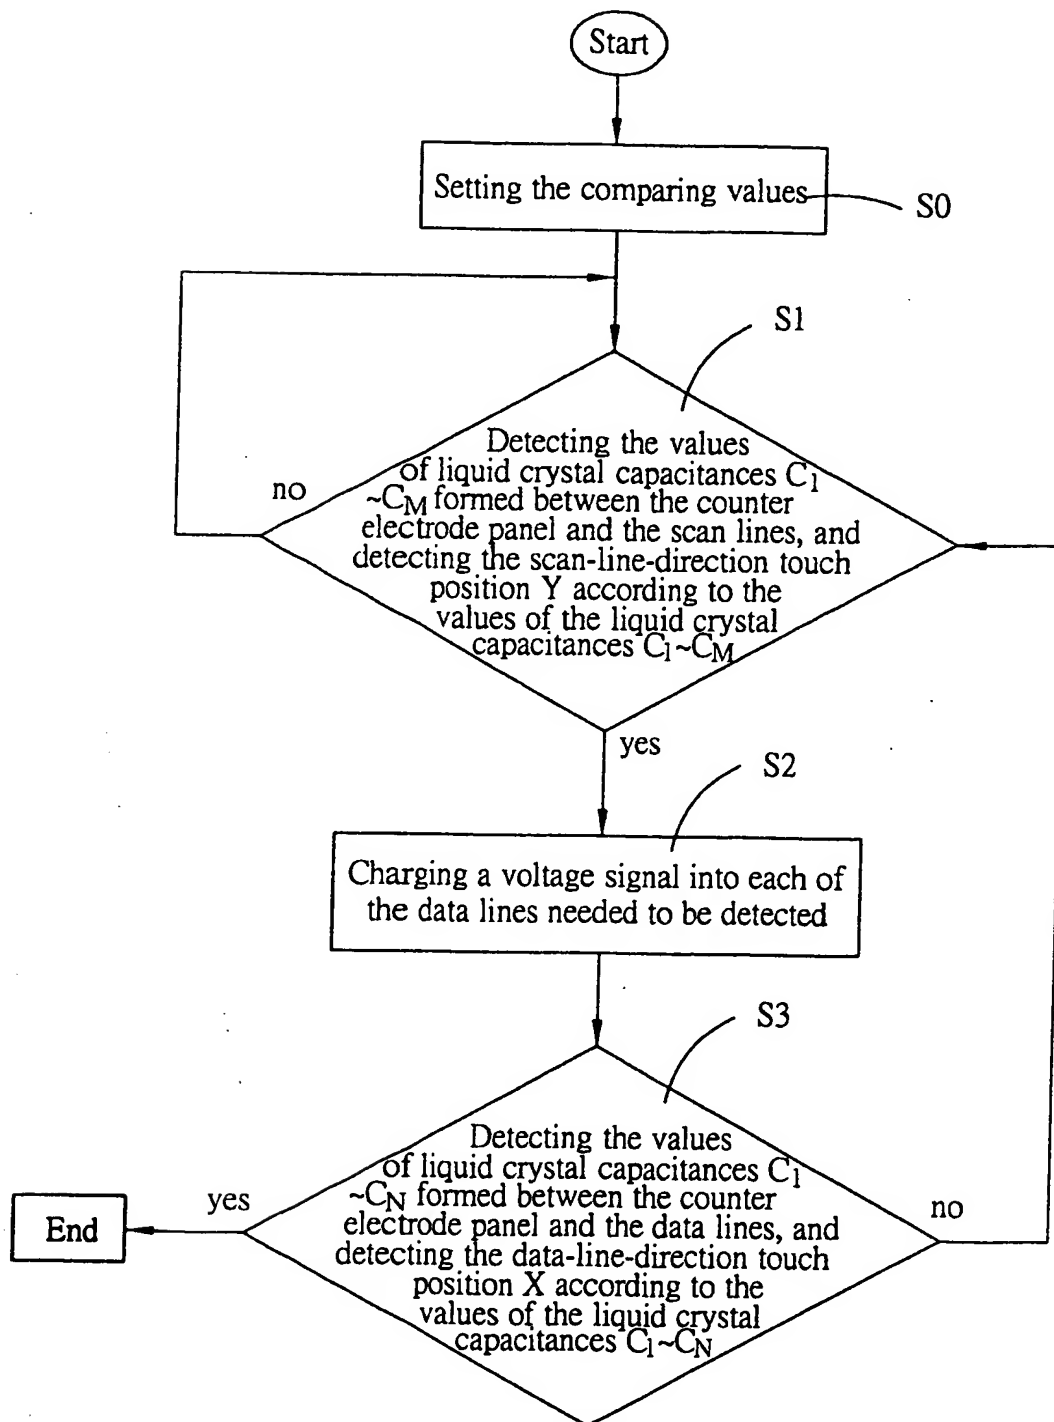 Start
Setting the comparing values
S0
S1
Detecting the values
of liquid crystal capacitances C1
~CM formed between the counter
electrode panel and the scan lines, and
detecting the scan-line-direction touch
position Y according to the
values of the liquid crystal
capacitances C1~CM
no
yes
S2
Charging a voltage signal into each of
the data lines needed to be detected
S3
Detecting the values
of liquid crystal capacitances C1
~CN formed between the counter
electrode panel and the data lines, and
detecting the data-line-direction touch
position X according to the
values of the liquid crystal
capacitances C1~CN
yes
no
End